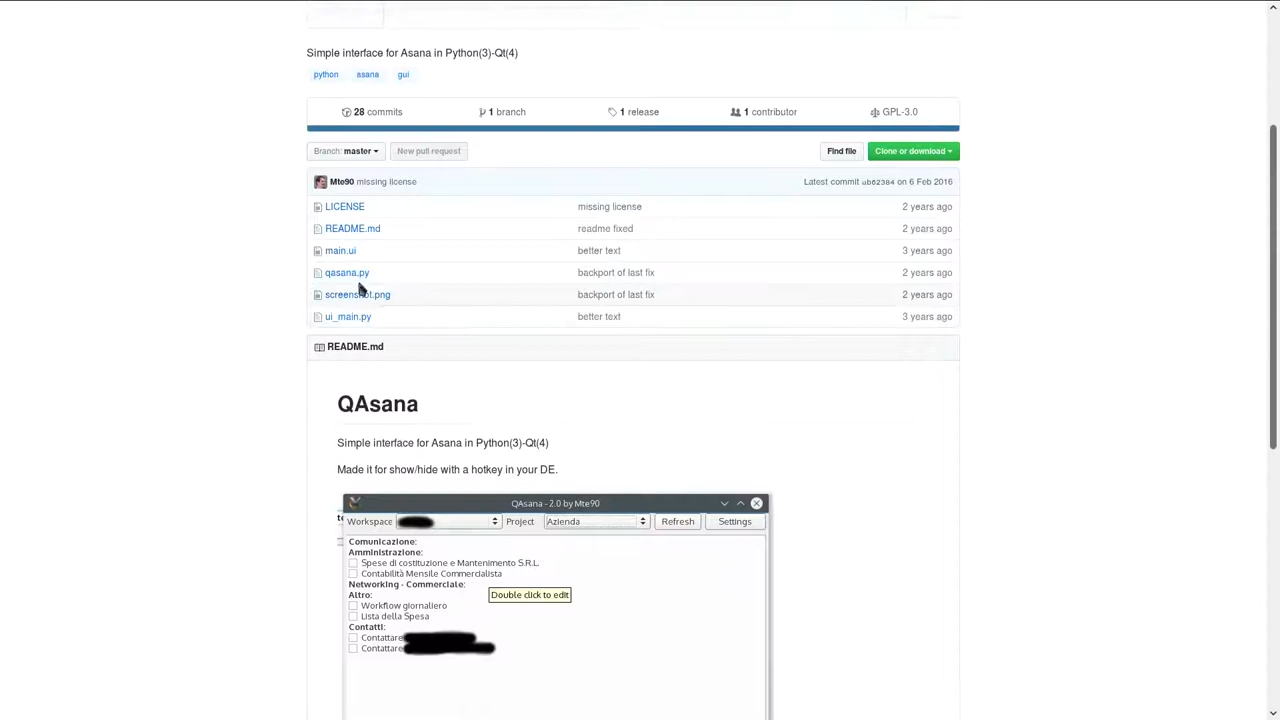 Simple interface for Asana in Python(3)-Qt(4)
python asana gui
28 commits 1 branch 1 release 1 contributor GPL-3.0
Branch: master New pull request Find file Clone or download
Mte90 missing license Latest commit ab62384 on 6 Feb 2016
LICENSE missing license 2 years ago
README.md readme fixed 2 years ago
main.ui better text 3 years ago
qasana.py backport of last fix 2 years ago
screenshot.png backport of last fix 2 years ago
ui_main.py better text 3 years ago
README.md
QAsana
Simple interface for Asana in Python(3)-Qt(4)
Made it for show/hide with a hotkey in your DE.
QAsana - 2.0 by Mte90
Workspace Project Azienda Refresh Settings
Comunicazione:
Amministrazione:
Spese di costituzione e Mantenimento S.R.L.
Contabilità Mensile Commercialista
Networking - Commerciale:
Altro:
Double click to edit
Workflow giornaliero
Lista della Spesa
Contatti:
Contattare
Contattare